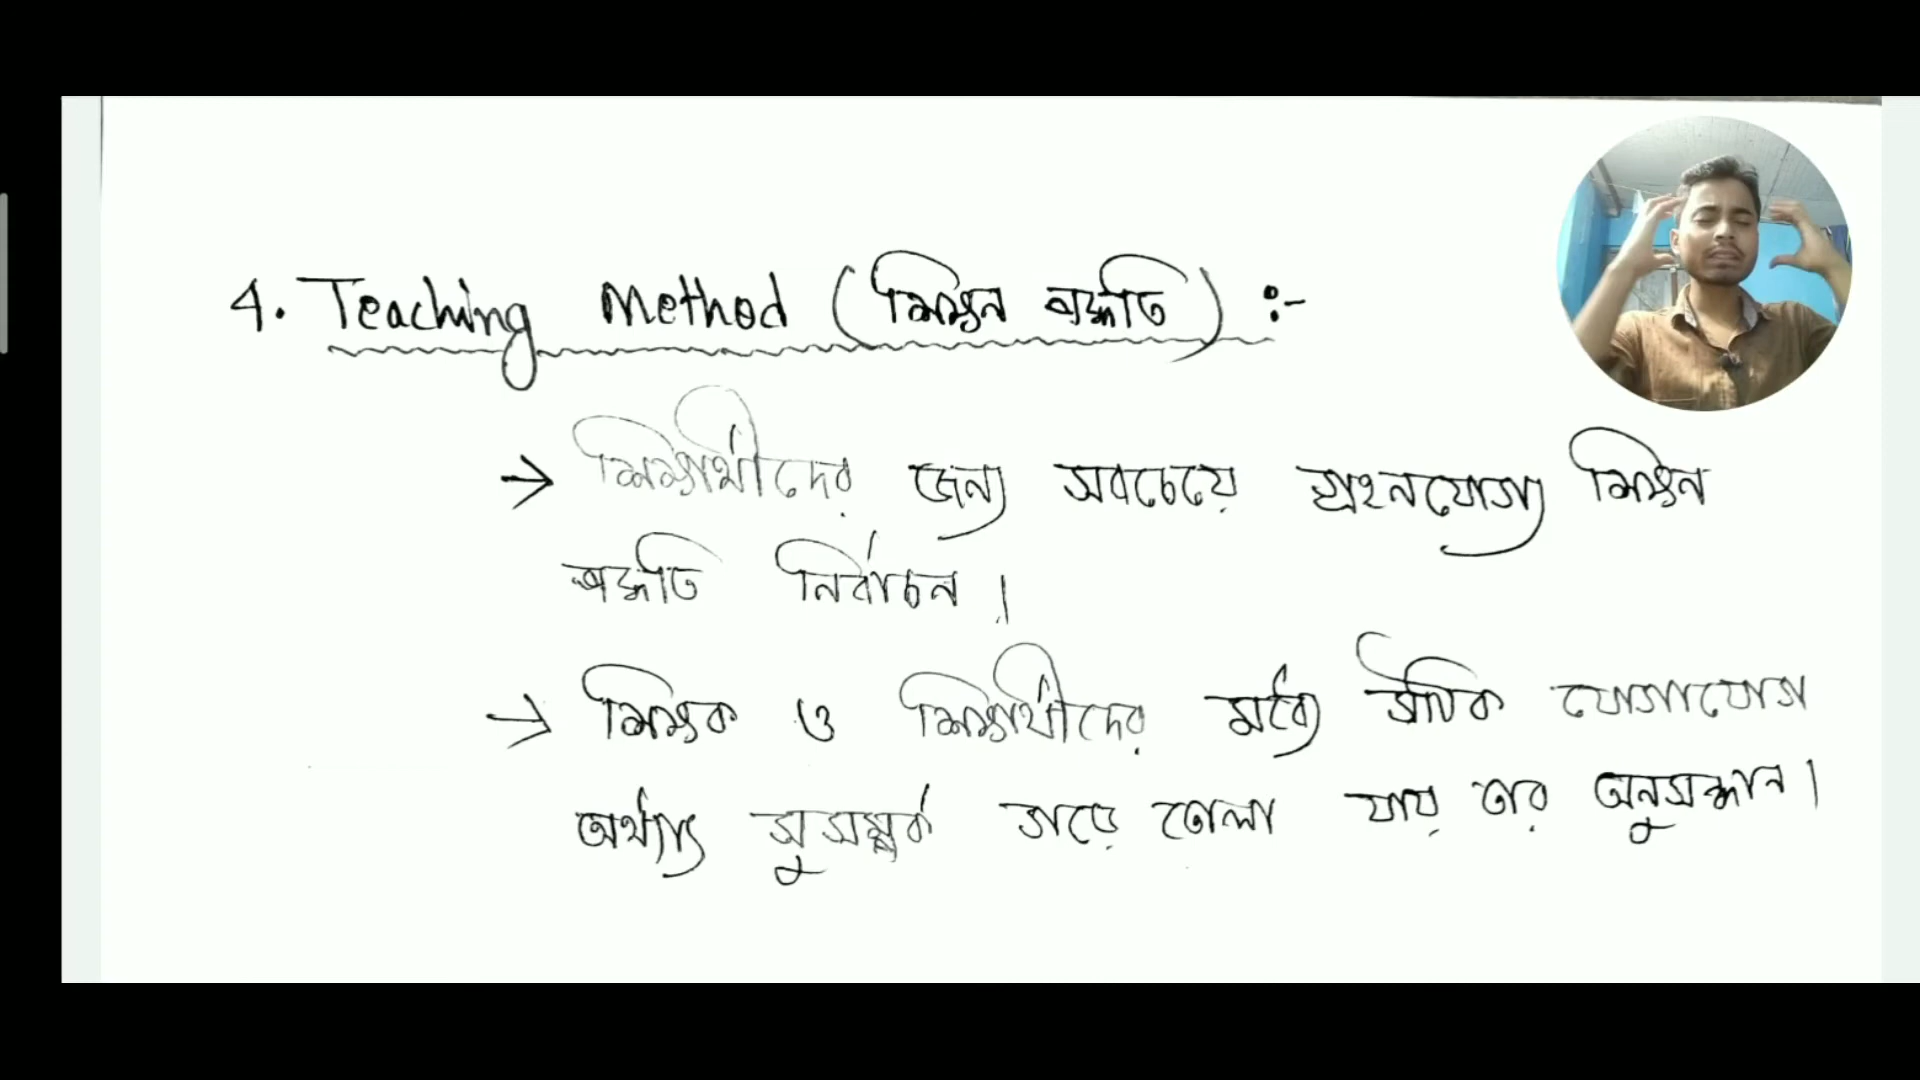 4. Teaching Method (শিক্ষন পদ্ধতি) :-
→ শিক্ষার্থীদের জন্য সবচেয়ে গ্রহনযোগ্য শিক্ষন
পদ্ধতি নির্বাচন।
→ শিক্ষক ও শিক্ষার্থীদের মধ্যে সঠিক যোগাযোগ
অর্থ্যাৎ সুসম্পর্ক গড়ে তোলা যায় তার অনুসন্ধান।